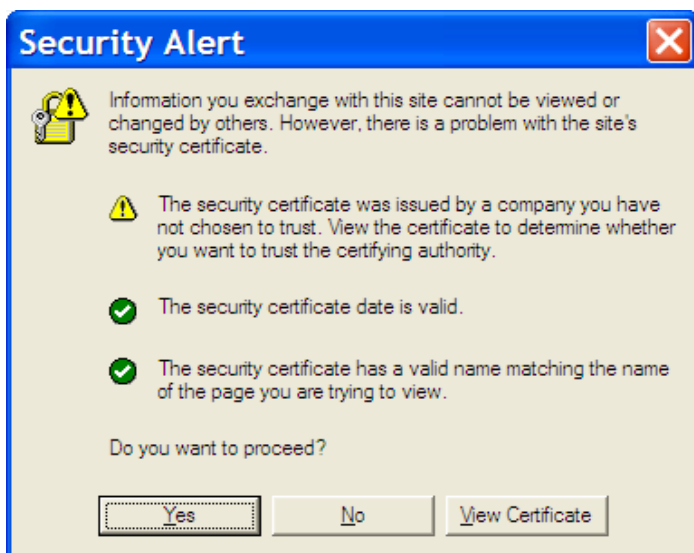 Security Alert
Information you exchange with this site cannot be viewed or
changed by others. However, there is a problem with the site's
security certificate.
The security certificate was issued by a company you have
not chosen to trust. View the certificate to determine whether
you want to trust the certifying authority.
The security certificate date is valid.
The security certificate has a valid name matching the name
of the page you are trying to view.
Do you want to proceed?
Yes No View Certificate